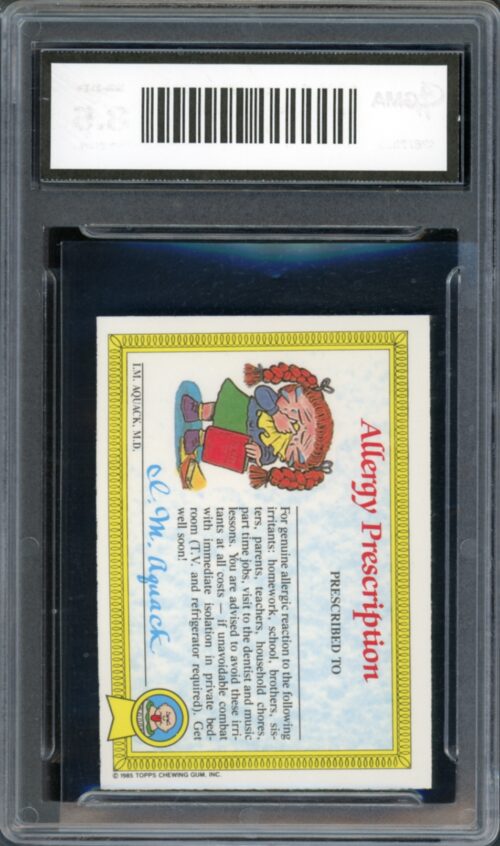 GMA
Allergy Prescription
PRESCRIBED TO
For genuine allergic reaction to the following
irritants: homework, school, brothers, sis-
ters, parents, teachers, household chores,
part time jobs, visit to the dentist and music
lessons. You are advised to avoid these irri-
tants at all costs — if unavoidable combat
with immediate isolation in private bed-
room (T.V. and refrigerator required). Get
well soon!
I. M. Aquack
I.M. AQUACK, M.D.
© 1985 TOPPS CHEWING GUM, INC.